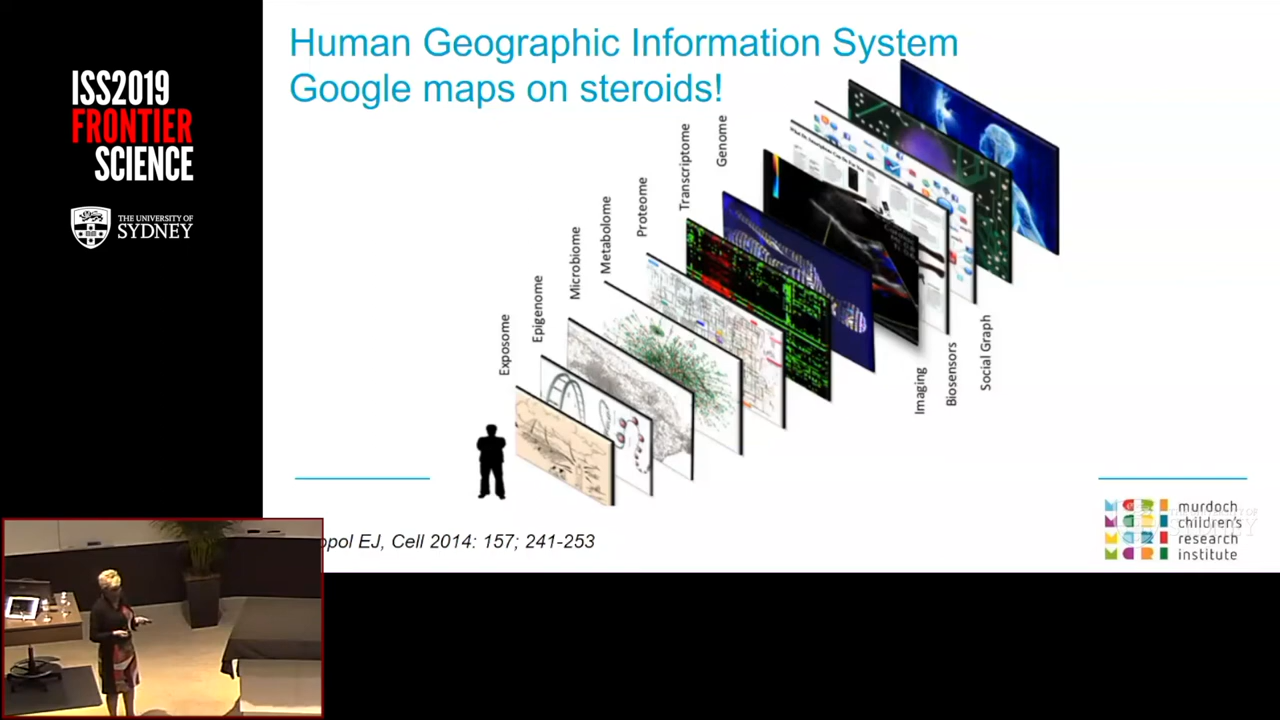 ISS2019
FRONTIER
SCIENCE
THE UNIVERSITY OF
SYDNEY
Human Geographic Information System
Google maps on steroids!
Exposome
Epigenome
Microbiome
Metabolome
Proteome
Transcriptome
Genome
Imaging
Biosensors
Social Graph
EJ, Cell 2014: 157; 241-253
murdoch
children's
research
institute